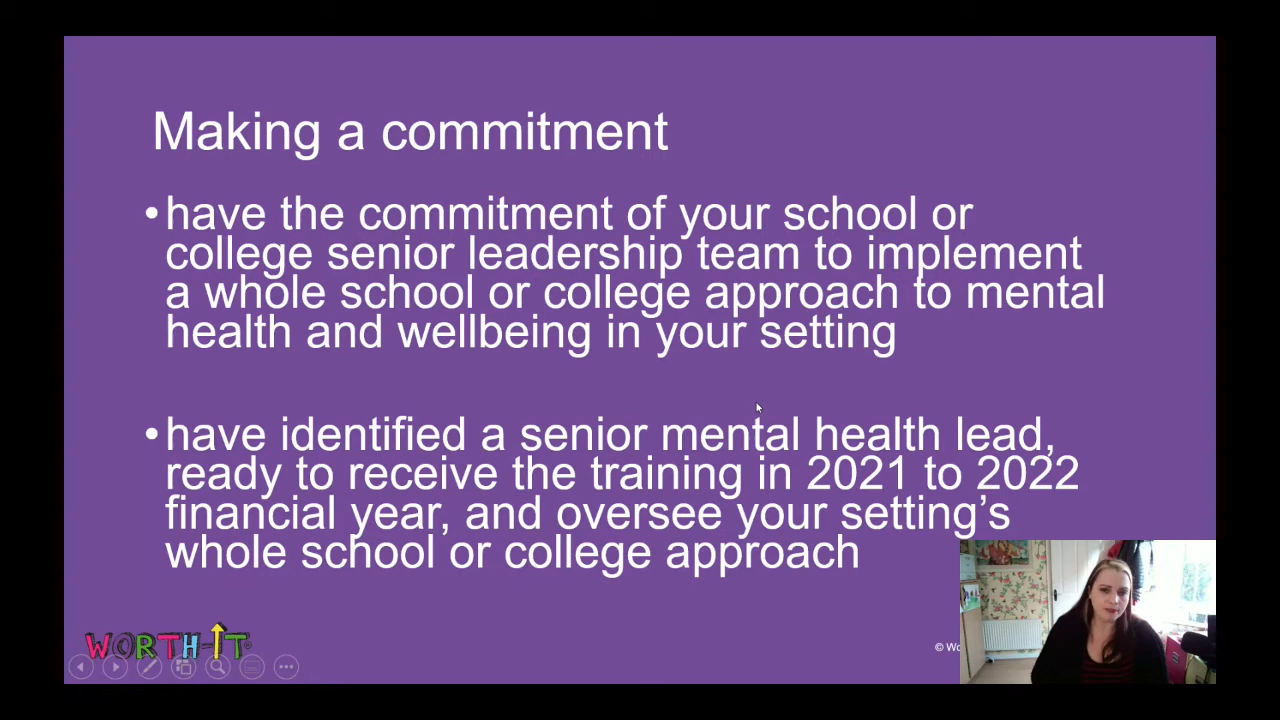 Making a commitment
•have the commitment of your school or
college senior leadership team to implement
a whole school or college approach to mental
health and wellbeing in your setting
•have identified a senior mental health lead,
ready to receive the training in 2021 to 2022
financial year, and oversee your setting’s
whole school or college approach
WORTH-IT
©